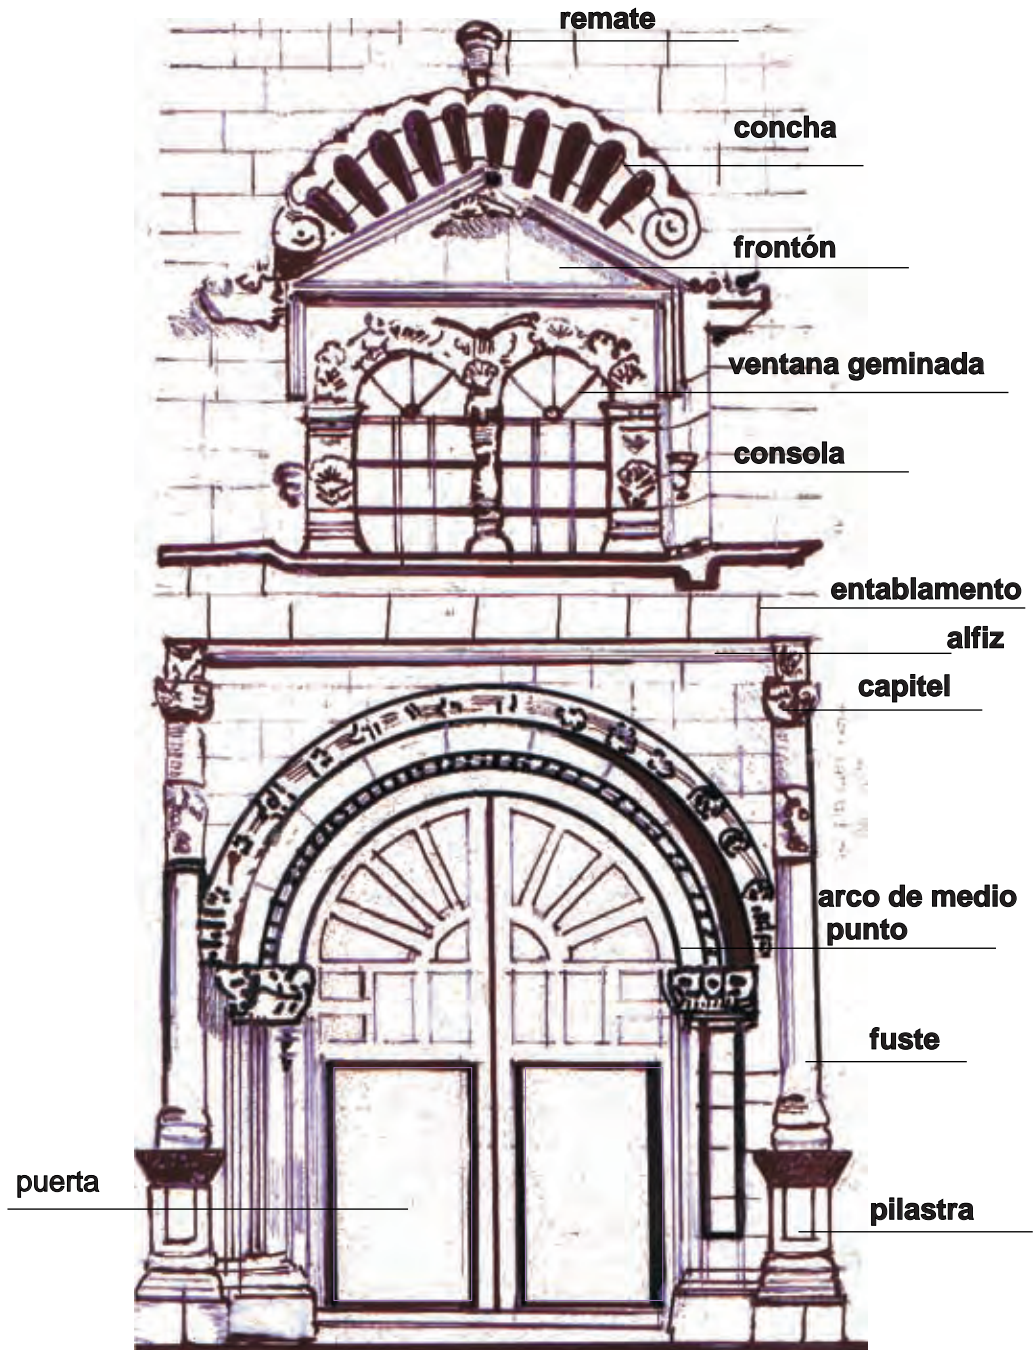 remate
concha
frontón
ventana geminada
consola
entablamento
alfiz
capitel
arco de medio
punto
fuste
puerta
pilastra